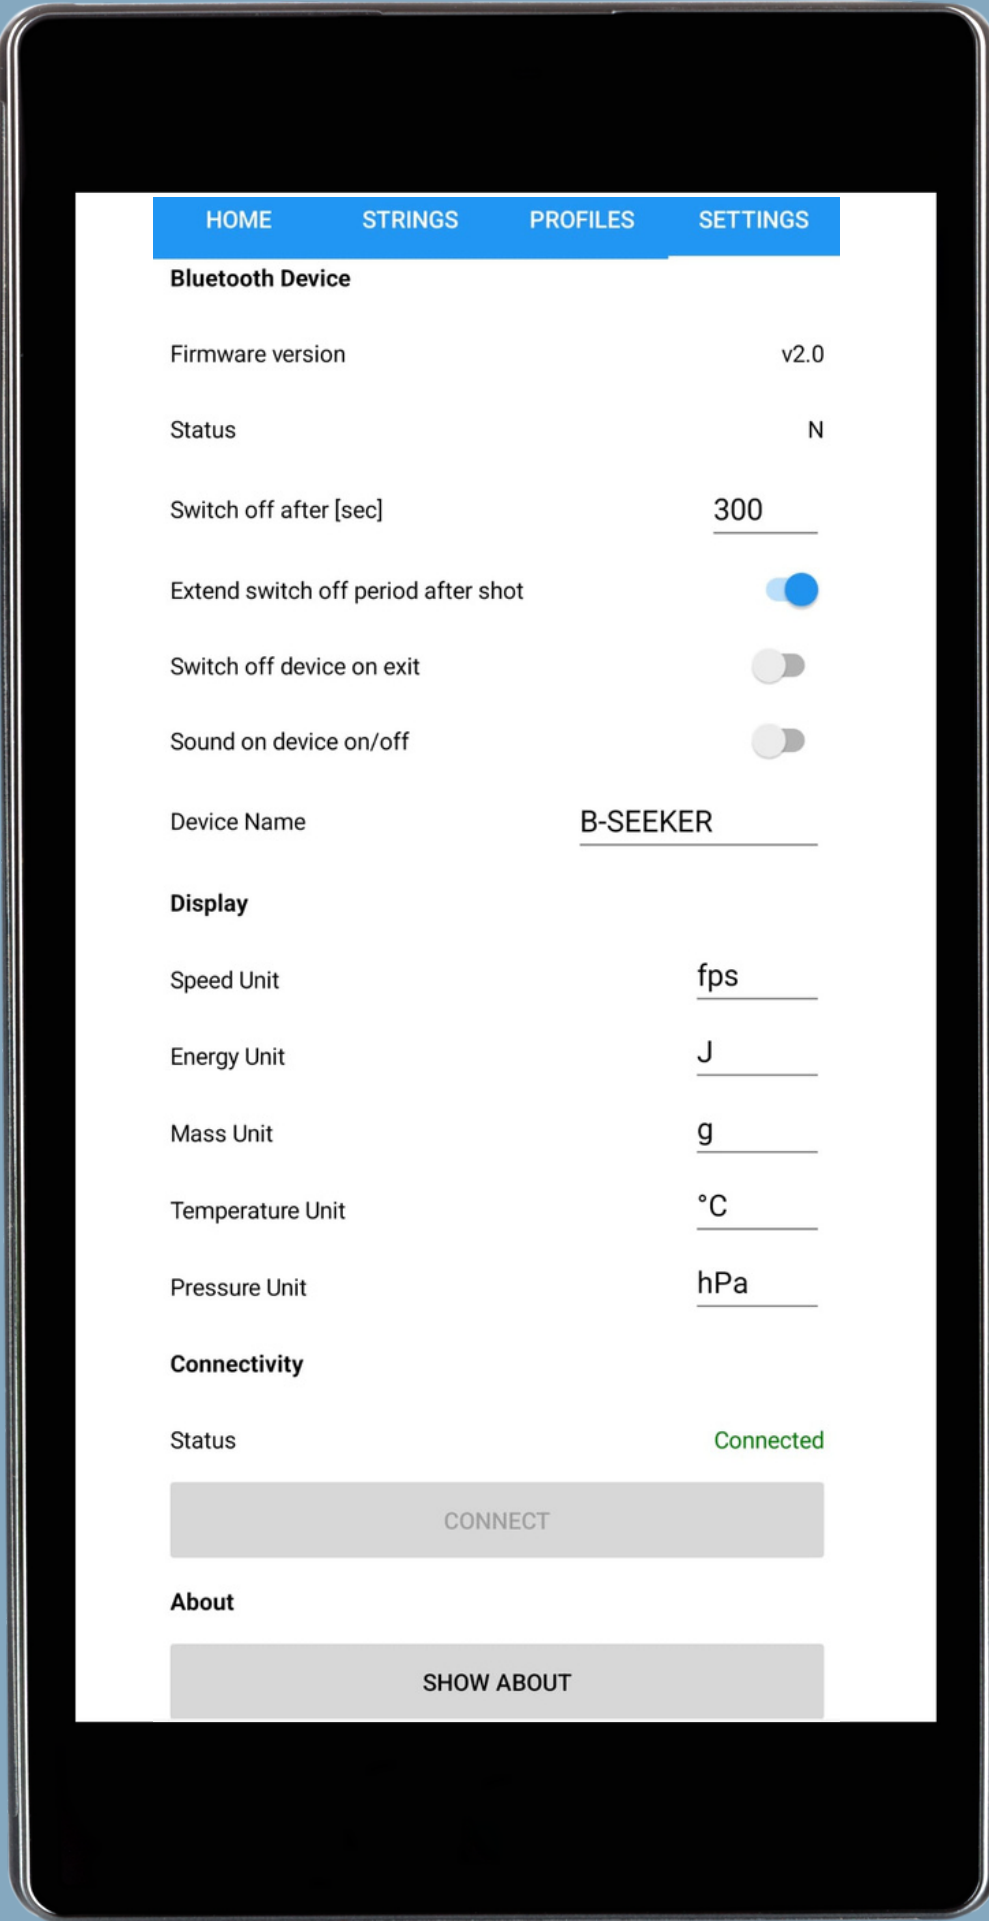 HOME STRINGS PROFILES SETTINGS
Bluetooth Device
Firmware version v2.0
Status N
Switch off after [sec] 300
Extend switch off period after shot
Switch off device on exit
Sound on device on/off
Device Name B-SEEKER
Display
Speed Unit fps
Energy Unit J
Mass Unit g
Temperature Unit °C
Pressure Unit hPa
Connectivity
Status Connected
CONNECT
About
SHOW ABOUT